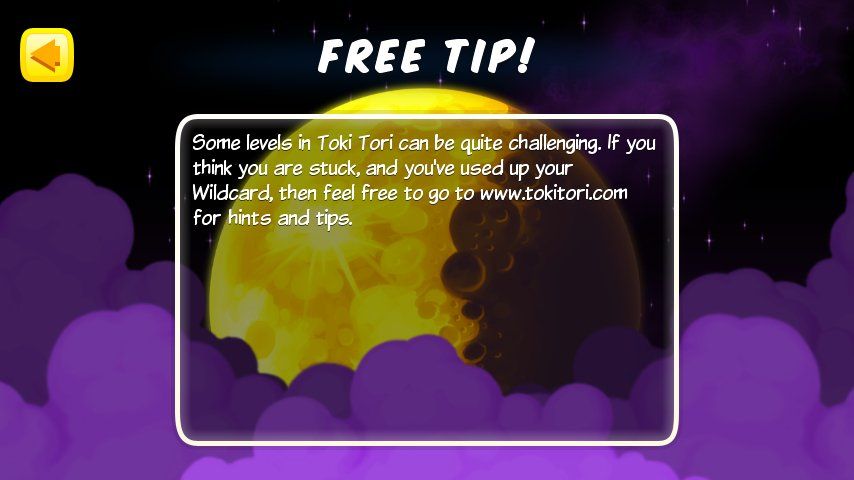 FREE TIP!
Some levels in Toki Tori can be quite challenging. If you
think you are stuck, and you've used up your
Wildcard, then feel free to go to www.tokitori.com
for hints and tips.